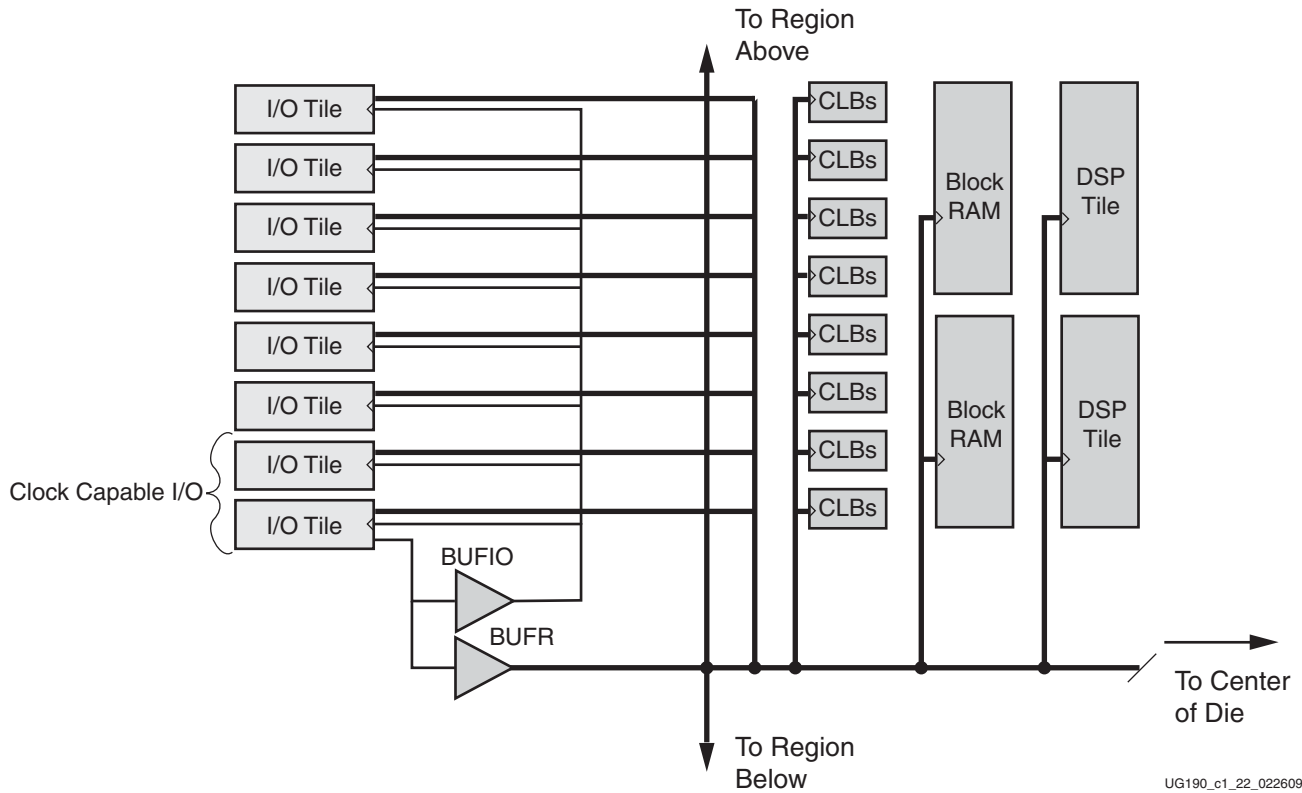 To Region
Above
I/O Tile
I/O Tile
I/O Tile
I/O Tile
I/O Tile
I/O Tile
I/O Tile
I/O Tile
Clock Capable I/O
BUFIO
BUFR
CLBs
CLBs
CLBs
CLBs
CLBs
CLBs
CLBs
CLBs
Block
RAM
Block
RAM
DSP
Tile
DSP
Tile
To Center
of Die
To Region
Below
UG190_c1_22_022609